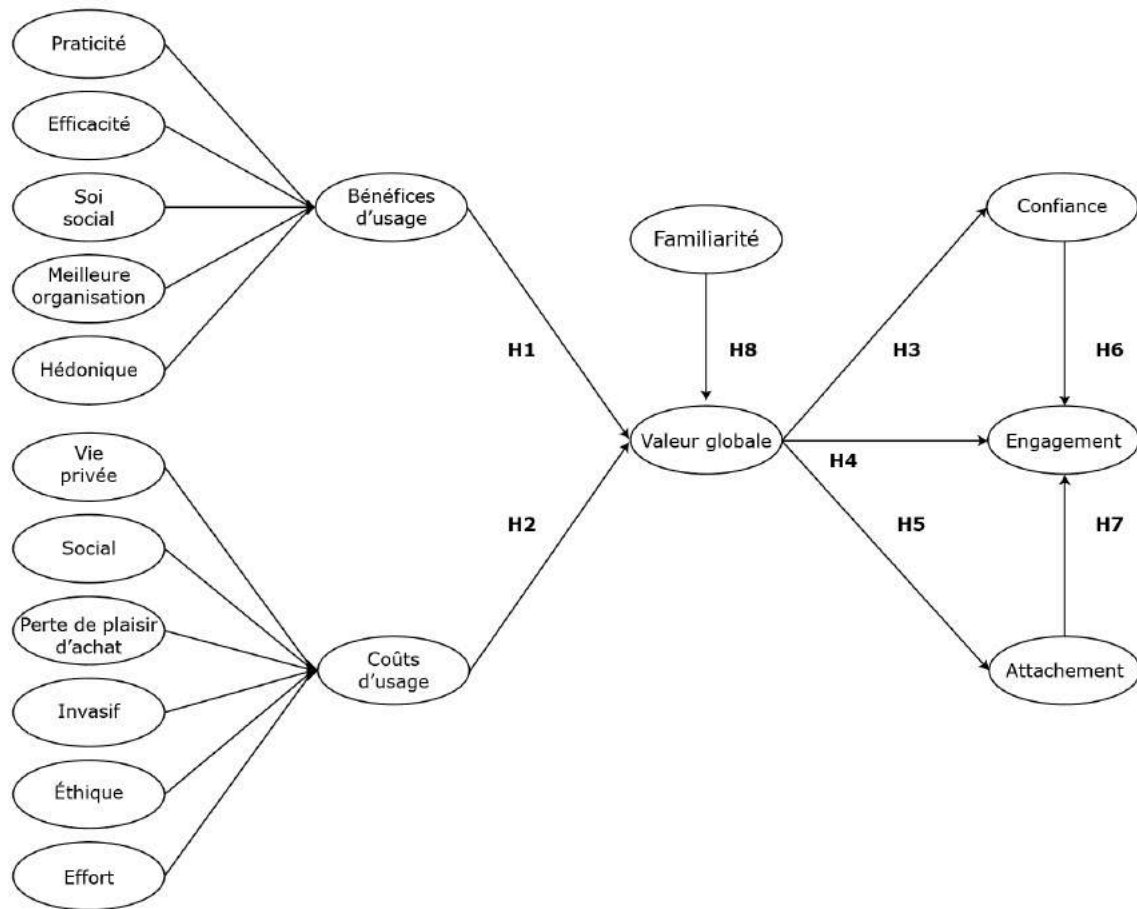 Praticité
Efficacité
Soi
social
Meilleure
organisation
Hédonique
Vie
privée
Social
Perte de plaisir
d'achat
Invasif
Éthique
Effort
Bénéfices
d'usage
Coûts
d'usage
H1
H2
Familiarité
H8
Valeur globale
H3
H4
H5
Confiance
H6
Engagement
H7
Attachement